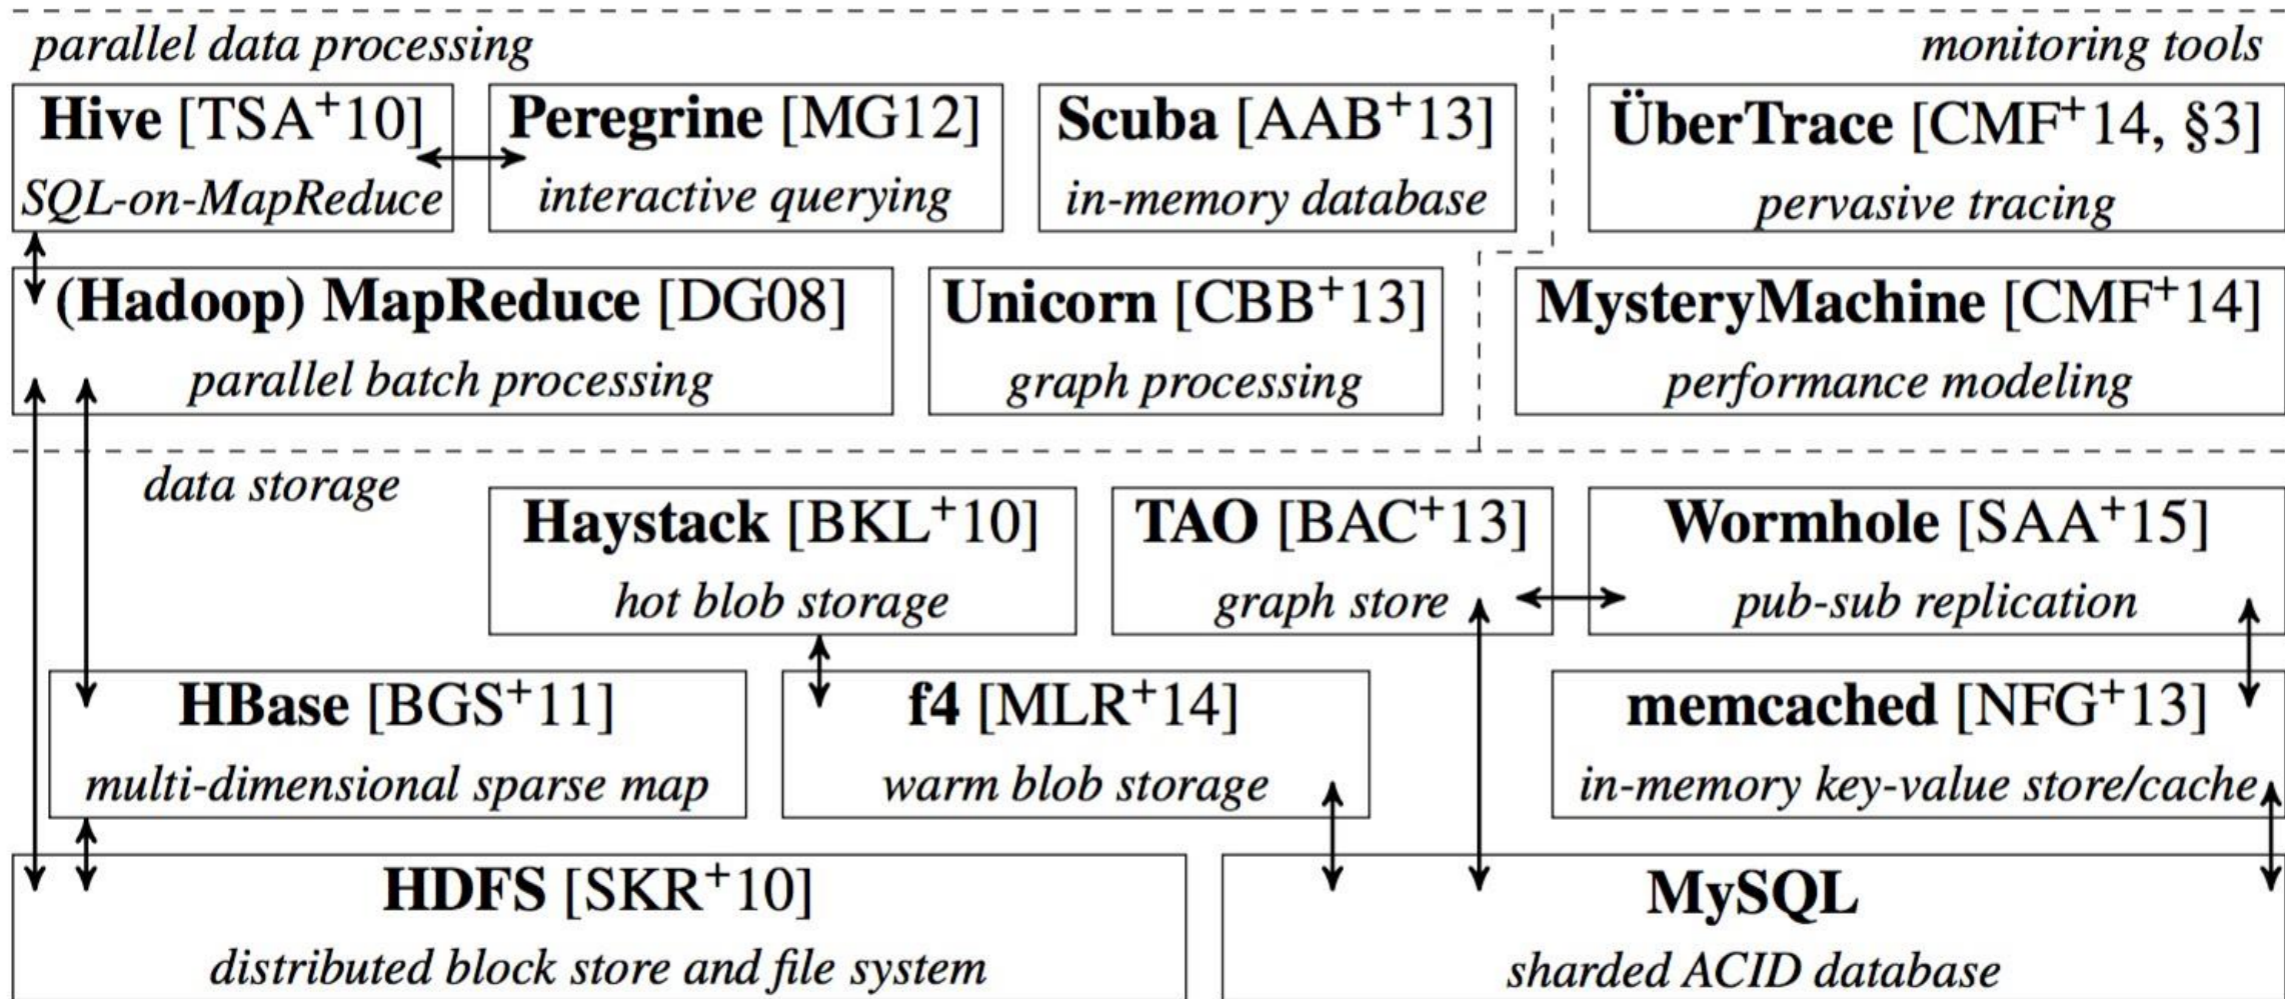 parallel data processing
monitoring tools
Hive [TSA+10]
SQL-on-MapReduce
Peregrine [MG12]
interactive querying
Scuba [AAB+13]
in-memory database
ÜberTrace [CMF+14, §3]
pervasive tracing
(Hadoop) MapReduce [DG08]
parallel batch processing
Unicorn [CBB+13]
graph processing
MysteryMachine [CMF+14]
performance modeling
data storage
Haystack [BKL+10]
hot blob storage
TAO [BAC+13]
graph store
Wormhole [SAA+15]
pub-sub replication
HBase [BGS+11]
multi-dimensional sparse map
f4 [MLR+14]
warm blob storage
memcached [NFG+13]
in-memory key-value store/cache
HDFS [SKR+10]
distributed block store and file system
MySQL
sharded ACID database